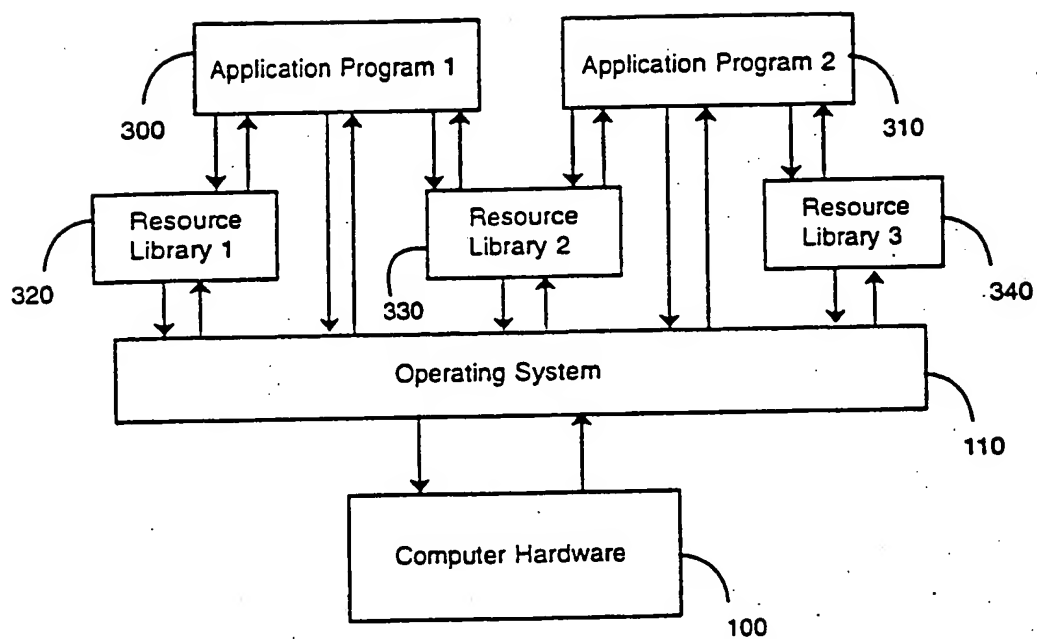 Application Program 1
Application Program 2
300
310
Resource
Library 1
Resource
Library 2
Resource
Library 3
320
330
340
Operating System
110
Computer Hardware
100